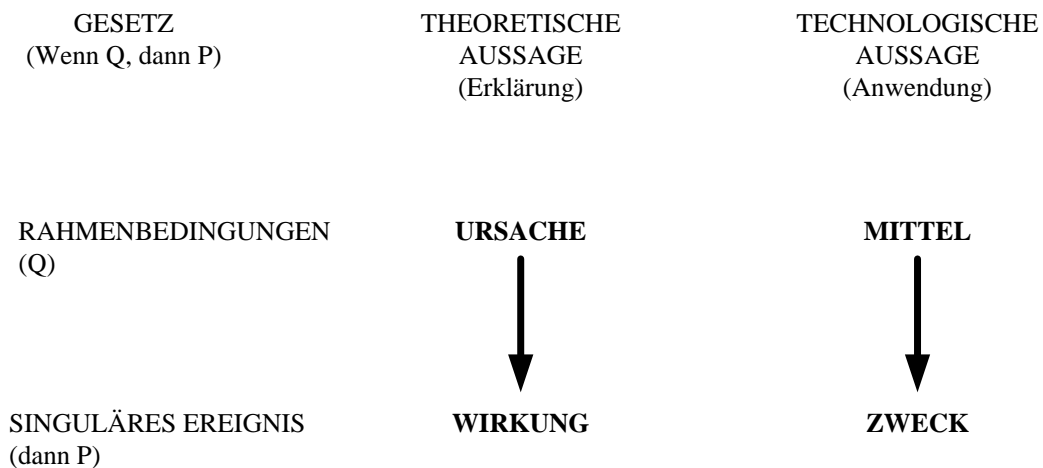 GESETZ
(Wenn Q, dann P)
THEORETISCHE
AUSSAGE
(Erklärung)
TECHNOLOGISCHE
AUSSAGE
(Anwendung)
RAHMENBEDINGUNGEN
(Q)
URSACHE
MITTEL
SINGULÄRES EREIGNIS
(dann P)
WIRKUNG
ZWECK